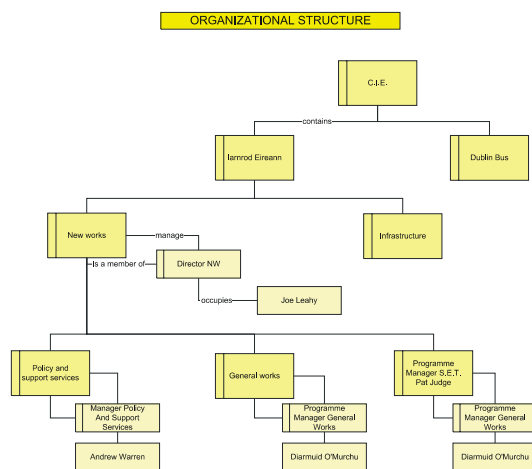 ORGANIZATIONAL STRUCTURE
C.I.E.
contains
Iarnrod Eireann
Dublin Bus
New works
manage
Infrastructure
Is a member of
Director NW
occupies
Joe Leahy
Policy and
support services
General works
Programme
Manager S.E.T.
Pat Judge
Manager Policy
And Support
Services
Programme
Manager General
Works
Programme
Manager General
Works
Andrew Warren
Diarmuid O'Murchu
Diarmuid O'Murchu